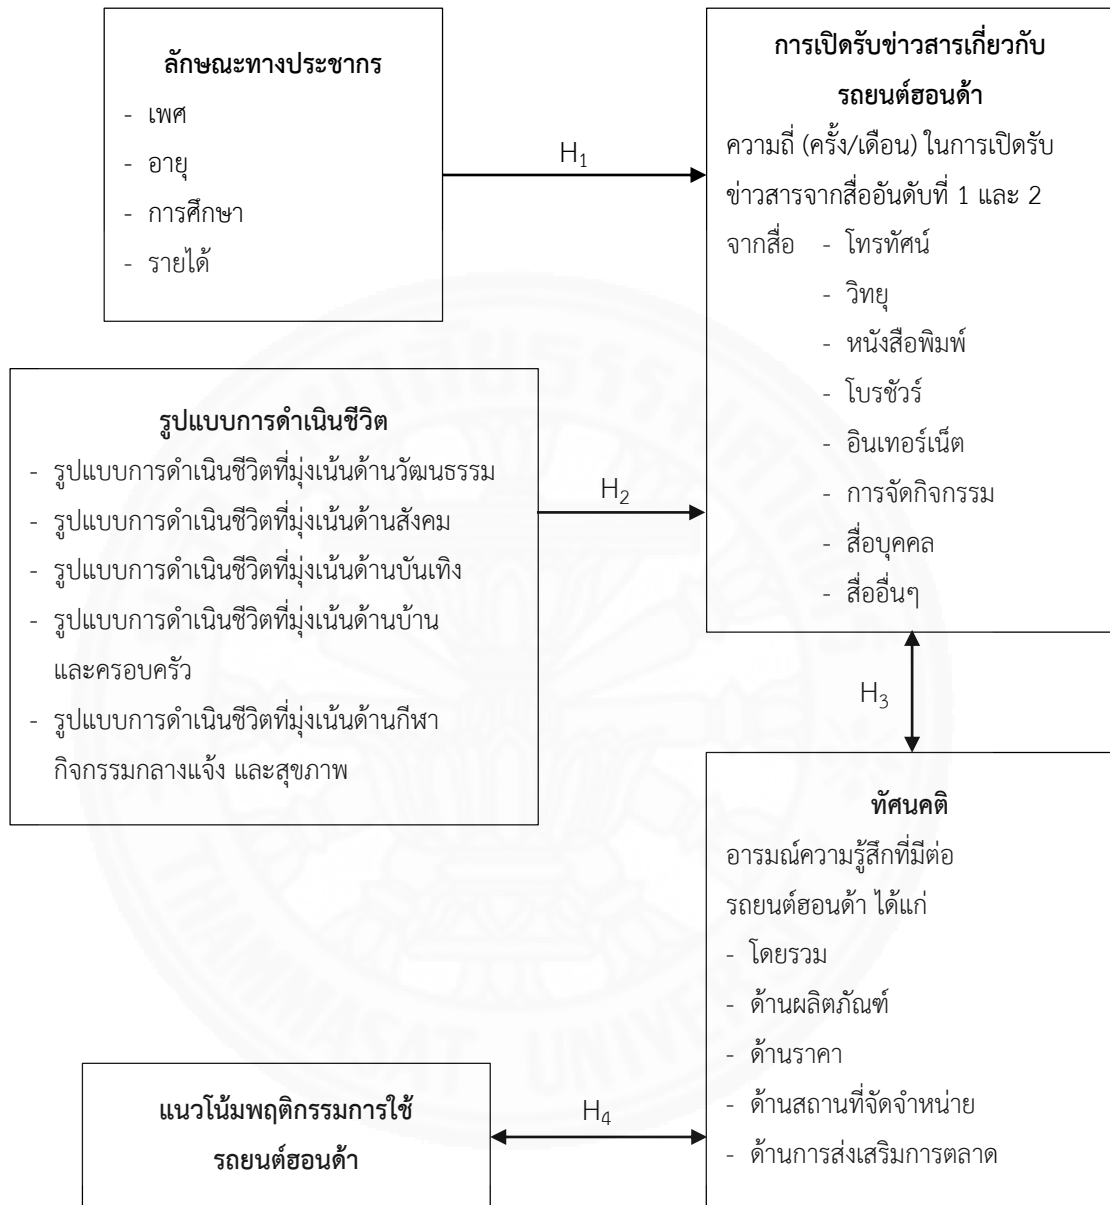 ลักษณะทางประชากร
- เพศ
- อายุ
- การศึกษา
- รายได้
H1
การเปิดรับข่าวสารเกี่ยวกับ
รถยนต์ฮอนด้า
ความถี่ (ครั้ง/เดือน) ในการเปิดรับ
ข่าวสารจากสื่ออันดับที่ 1 และ 2
จากสื่อ - โทรทัศน์
- วิทยุ
- หนังสือพิมพ์
- โบรชัวร์
- อินเทอร์เน็ต
- การจัดกิจกรรม
- สื่อบุคคล
- สื่ออื่นๆ
รูปแบบการดำเนินชีวิต
- รูปแบบการดำเนินชีวิตที่มุ่งเน้นด้านวัฒนธรรม
- รูปแบบการดำเนินชีวิตที่มุ่งเน้นด้านสังคม
- รูปแบบการดำเนินชีวิตที่มุ่งเน้นด้านบันเทิง
- รูปแบบการดำเนินชีวิตที่มุ่งเน้นด้านบ้าน
และครอบครัว
- รูปแบบการดำเนินชีวิตที่มุ่งเน้นด้านกีฬา
กิจกรรมกลางแจ้ง และสุขภาพ
H2
H3
ทัศนคติ
อารมณ์ความรู้สึกที่มีต่อ
รถยนต์ฮอนด้า ได้แก่
- โดยรวม
- ด้านผลิตภัณฑ์
- ด้านราคา
- ด้านสถานที่จัดจำหน่าย
- ด้านการส่งเสริมการตลาด
H4
แนวโน้มพฤติกรรมการใช้
รถยนต์ฮอนด้า
THAMMASAT UNIVERSITY